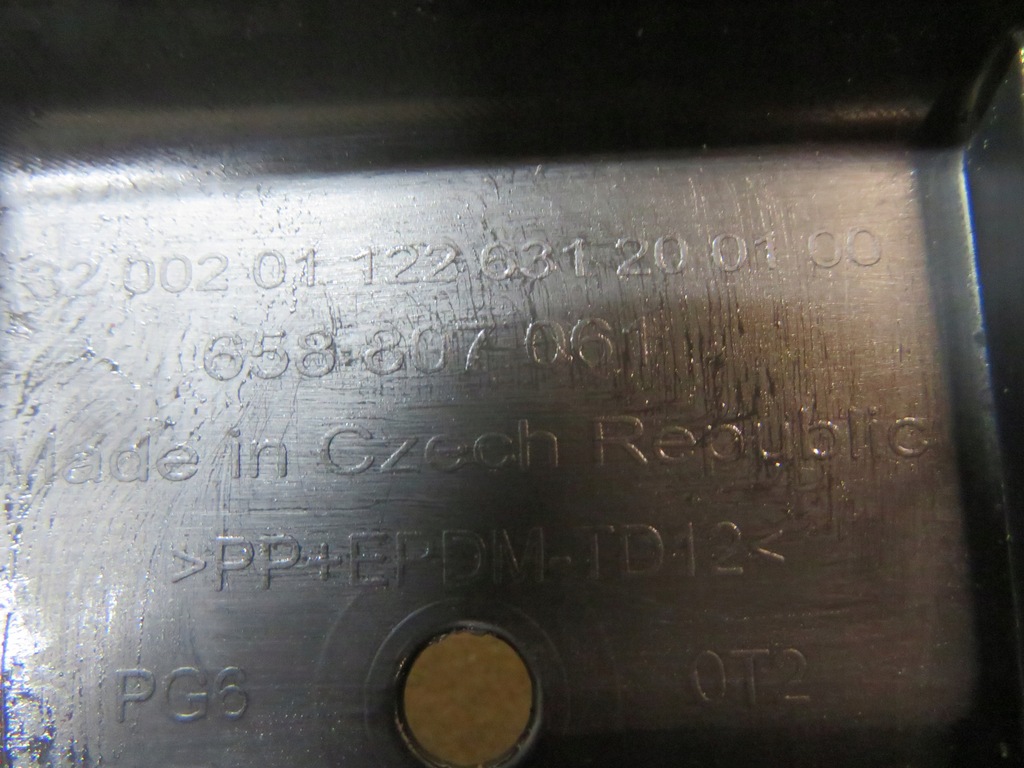 32 002 01 122 631 20 01 00
658 807 061
Made in Czech Republic
>PP+EPDM-TD12<
PG6
0T2